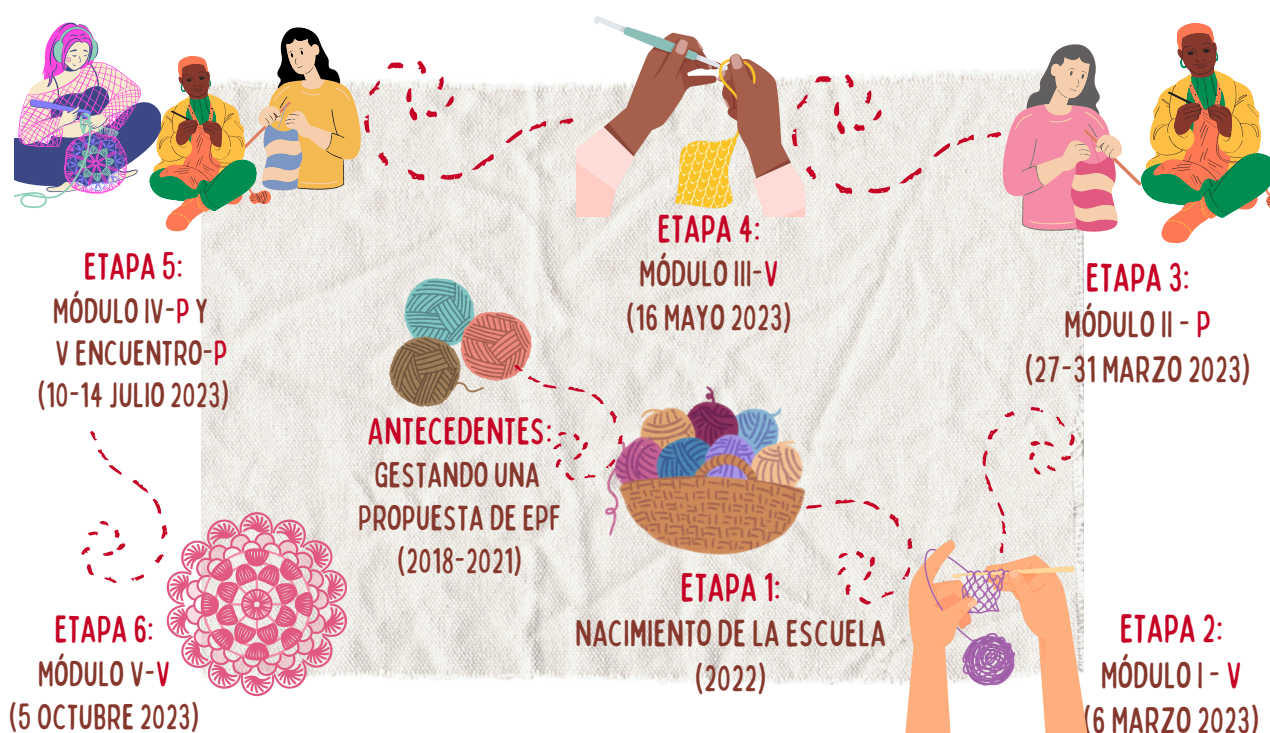 ANTECEDENTES:
GESTANDO UNA
PROPUESTA DE EPF
(2018-2021)
ETAPA 1:
NACIMIENTO DE LA ESCUELA
(2022)
ETAPA 2:
MÓDULO I - V
(6 MARZO 2023)
ETAPA 3:
MÓDULO II - P
(27-31 MARZO 2023)
ETAPA 4:
MÓDULO III-V
(16 MAYO 2023)
ETAPA 5:
MÓDULO IV-P Y
V ENCUENTRO-P
(10-14 JULIO 2023)
ETAPA 6:
MÓDULO V-V
(5 OCTUBRE 2023)